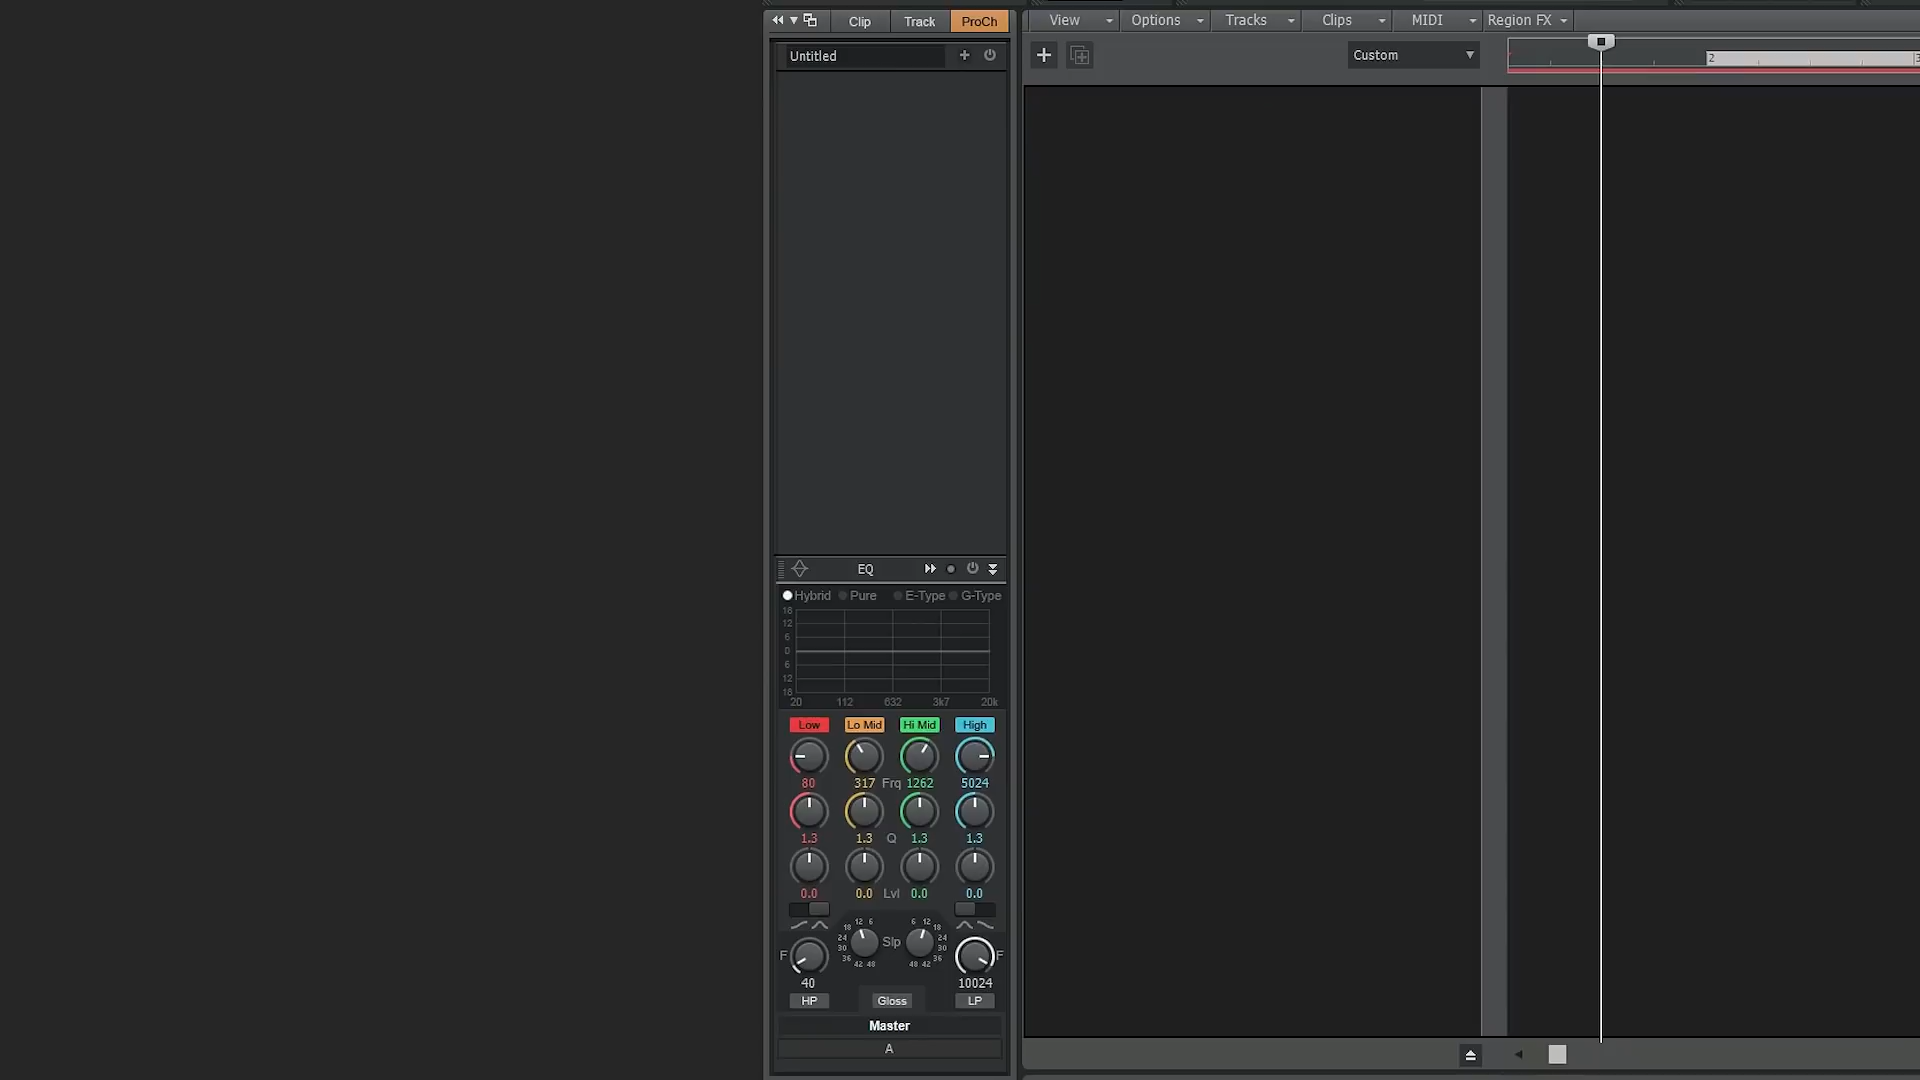 Clip Track ProCh View Options Tracks Clips MIDI Region FX
Untitled
Custom
2 3
EQ
Hybrid Pure E-Type G-Type
18
12
6
0
6
12
18
20 112 632 3k7 20k
Low Lo Mid Hi Mid High
80 317 Frq 1262 5024
1.3 1.3 Q 1.3 1.3
0.0 0.0 Lvl 0.0 0.0
12 6 6 12
18 18
24 Slp 24
30 30
F 36 36 F
42 48 48 42
40 10024
HP Gloss LP
Master
A